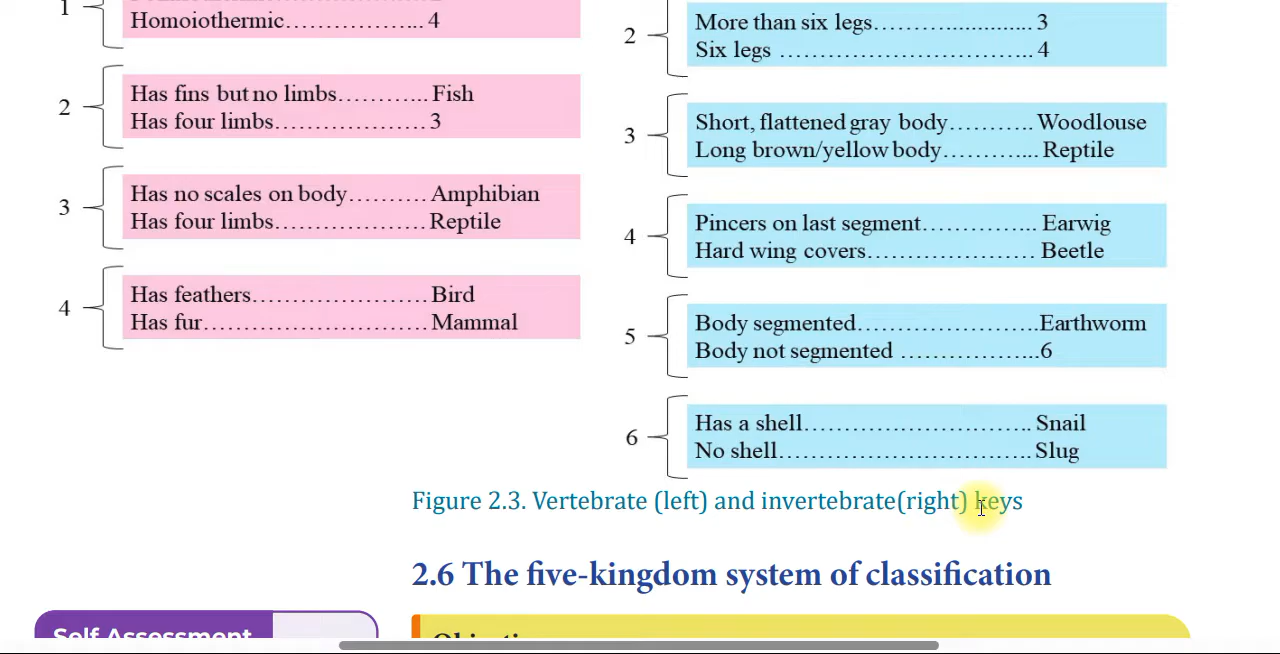 1
Homoiothermic……………... 4
2
Has fins but no limbs………... Fish
Has four limbs………………. 3
3
Has no scales on body………. Amphibian
Has four limbs………………. Reptile
4
Has feathers…………………. Bird
Has fur………………………. Mammal
2
More than six legs……............. 3
Six legs …………………………. 4
3
Short, flattened gray body……….. Woodlouse
Long brown/yellow body………... Reptile
4
Pincers on last segment…………... Earwig
Hard wing covers………………… Beetle
5
Body segmented………………….Earthworm
Body not segmented ……………...6
6
Has a shell………………………. Snail
No shell…………………………. Slug
Figure 2.3. Vertebrate (left) and invertebrate(right) keys
2.6 The five-kingdom system of classification
Self Assessment